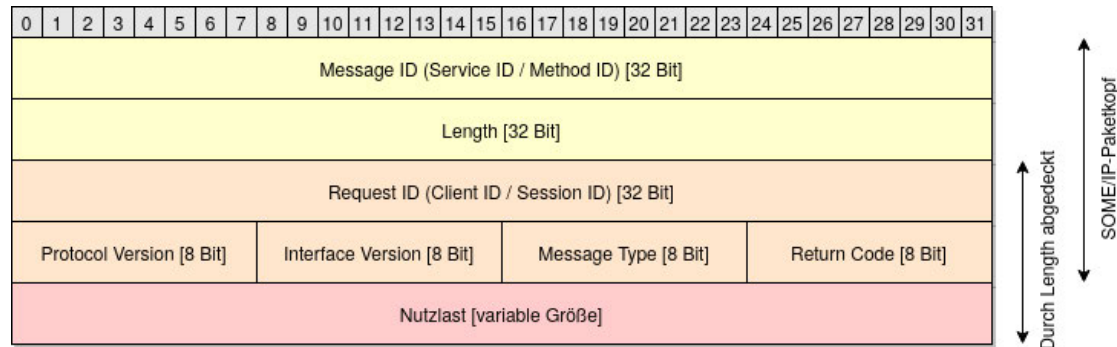 0 1 2 3 4 5 6 7 8 9 10 11 12 13 14 15 16 17 18 19 20 21 22 23 24 25 26 27 28 29 30 31
Message ID (Service ID / Method ID) [32 Bit]
Length [32 Bit]
Request ID (Client ID / Session ID) [32 Bit]
Protocol Version [8 Bit] Interface Version [8 Bit] Message Type [8 Bit] Return Code [8 Bit]
Nutzlast [variable Größe]
Durch Length abgedeckt
SOME/IP-Paketkopf